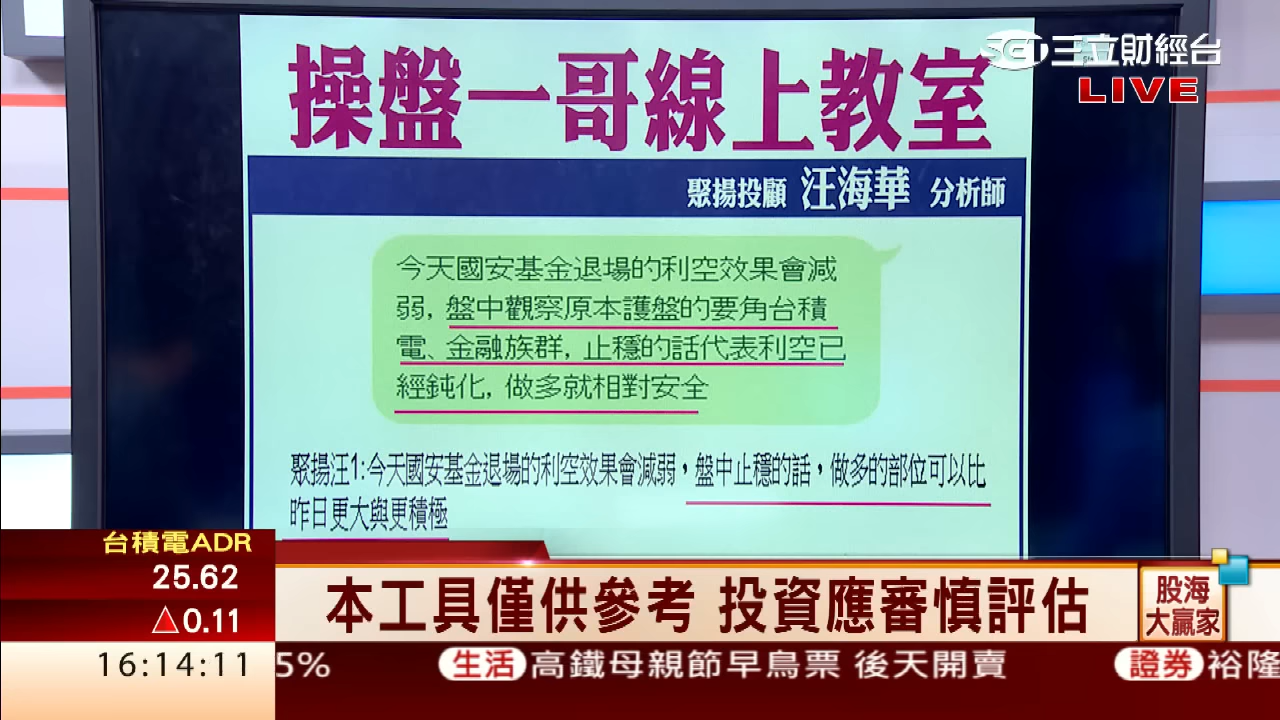 SET三立財經台
LIVE
操盤一哥線上教室
聚揚投顧 汪海華 分析師
今天國安基金退場的利空效果會減
弱, 盤中觀察原本護盤的要角台積
電、金融族群, 止穩的話代表利空已
經鈍化, 做多就相對安全
聚揚汪1:今天國安基金退場的利空效果會減弱，盤中止穩的話，做多的部位可以比
昨日更大與更積極
台積電ADR
25.62
△0.11
16:14:11
本工具僅供參考 投資應審慎評估
股海
大贏家
5% 生活 高鐵母親節早鳥票 後天開賣 證券 裕隆